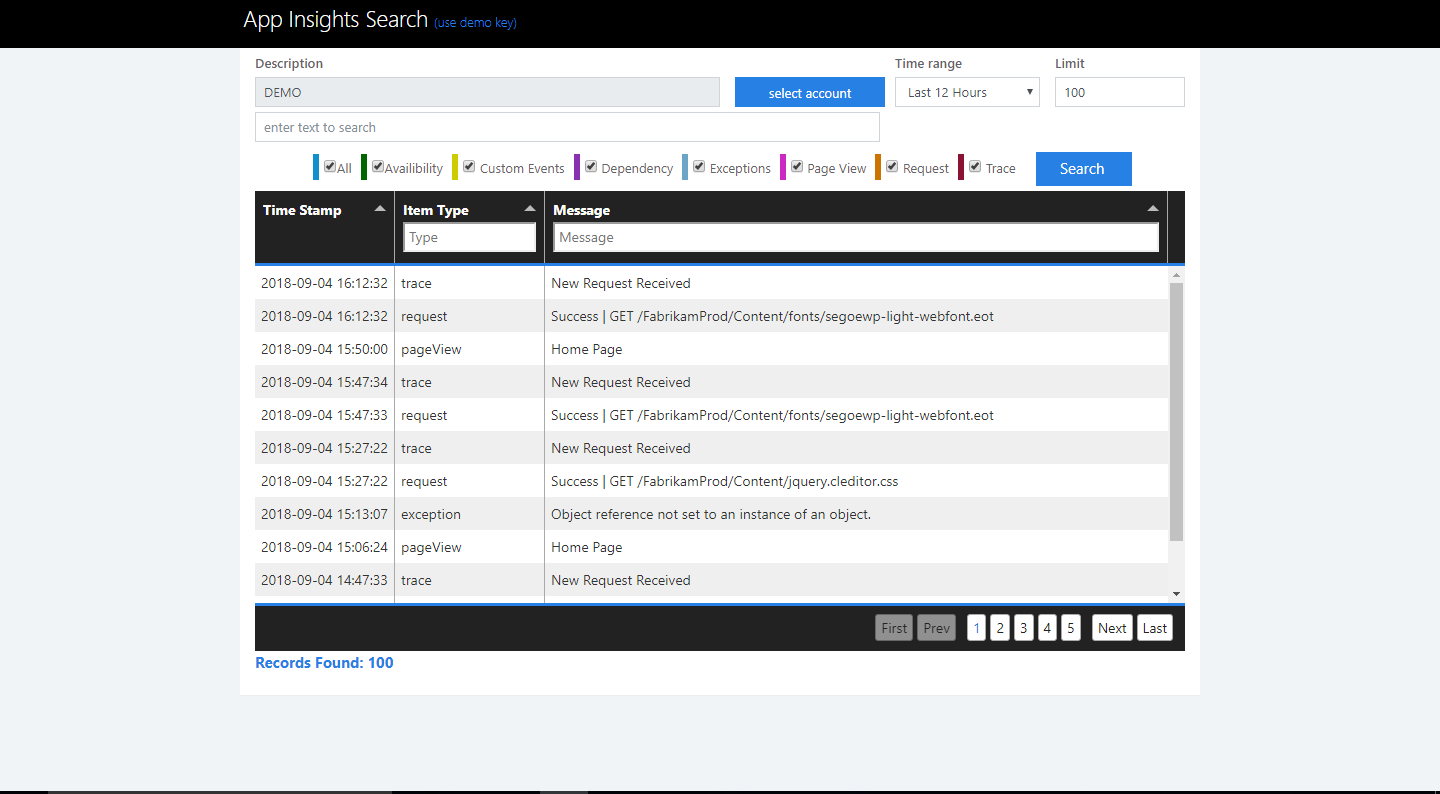 App Insights Search (use demo key)
Description Time range Limit
DEMO select account Last 12 Hours 100
enter text to search
All Availibility Custom Events Dependency Exceptions Page View Request Trace Search
Time Stamp Item Type Message
Type Message
2018-09-04 16:12:32 trace New Request Received
2018-09-04 16:12:32 request Success | GET /FabrikamProd/Content/fonts/segoewp-light-webfont.eot
2018-09-04 15:50:00 pageView Home Page
2018-09-04 15:47:34 trace New Request Received
2018-09-04 15:47:33 request Success | GET /FabrikamProd/Content/fonts/segoewp-light-webfont.eot
2018-09-04 15:27:22 trace New Request Received
2018-09-04 15:27:22 request Success | GET /FabrikamProd/Content/jquery.cleditor.css
2018-09-04 15:13:07 exception Object reference not set to an instance of an object.
2018-09-04 15:06:24 pageView Home Page
2018-09-04 14:47:33 trace New Request Received
First Prev 1 2 3 4 5 Next Last
Records Found: 100